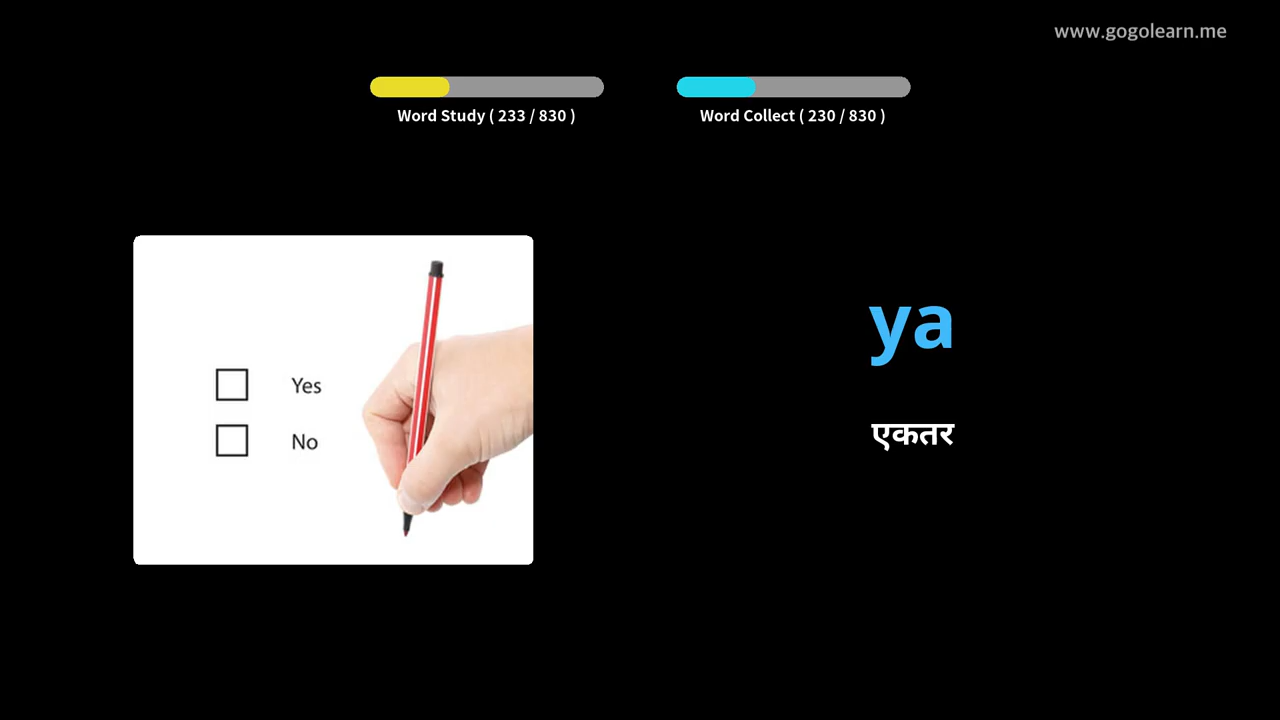 www.gogolearn.me
Word Study ( 233 / 830 )
Word Collect ( 230 / 830 )
Yes
No
ya
एकतर